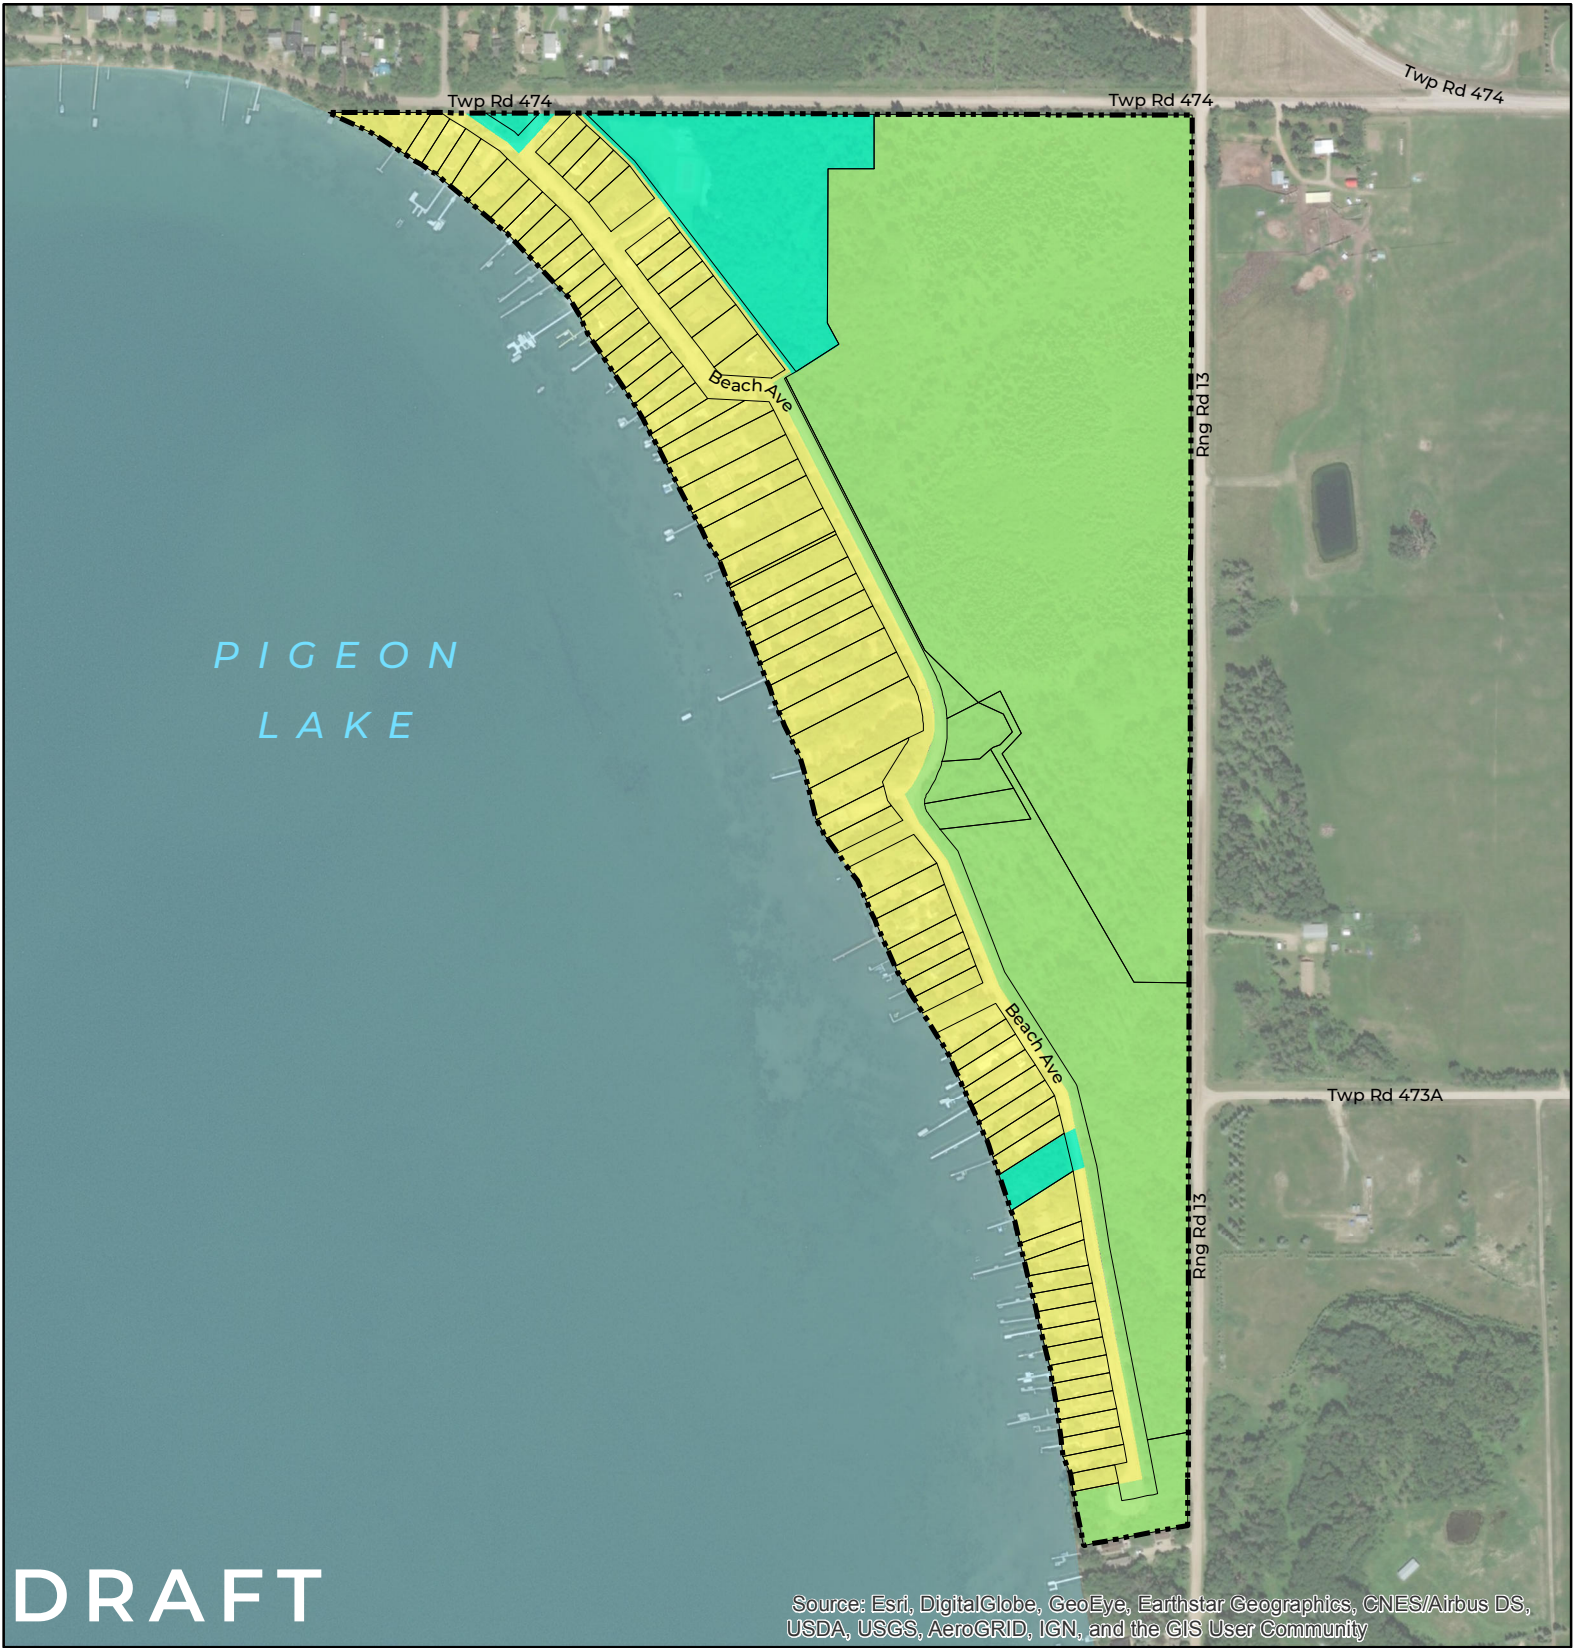 Twp Rd 474
Twp Rd 474
Twp Rd 474
Beach Ave
Rng Rd 13
PIGEON
LAKE
Beach Ave
Twp Rd 473A
Rng Rd 13
DRAFT
Source: Esri, DigitalGlobe, GeoEye, Earthstar Geographics, CNES/Airbus DS,
USDA, USGS, AeroGRID, IGN, and the GIS User Community